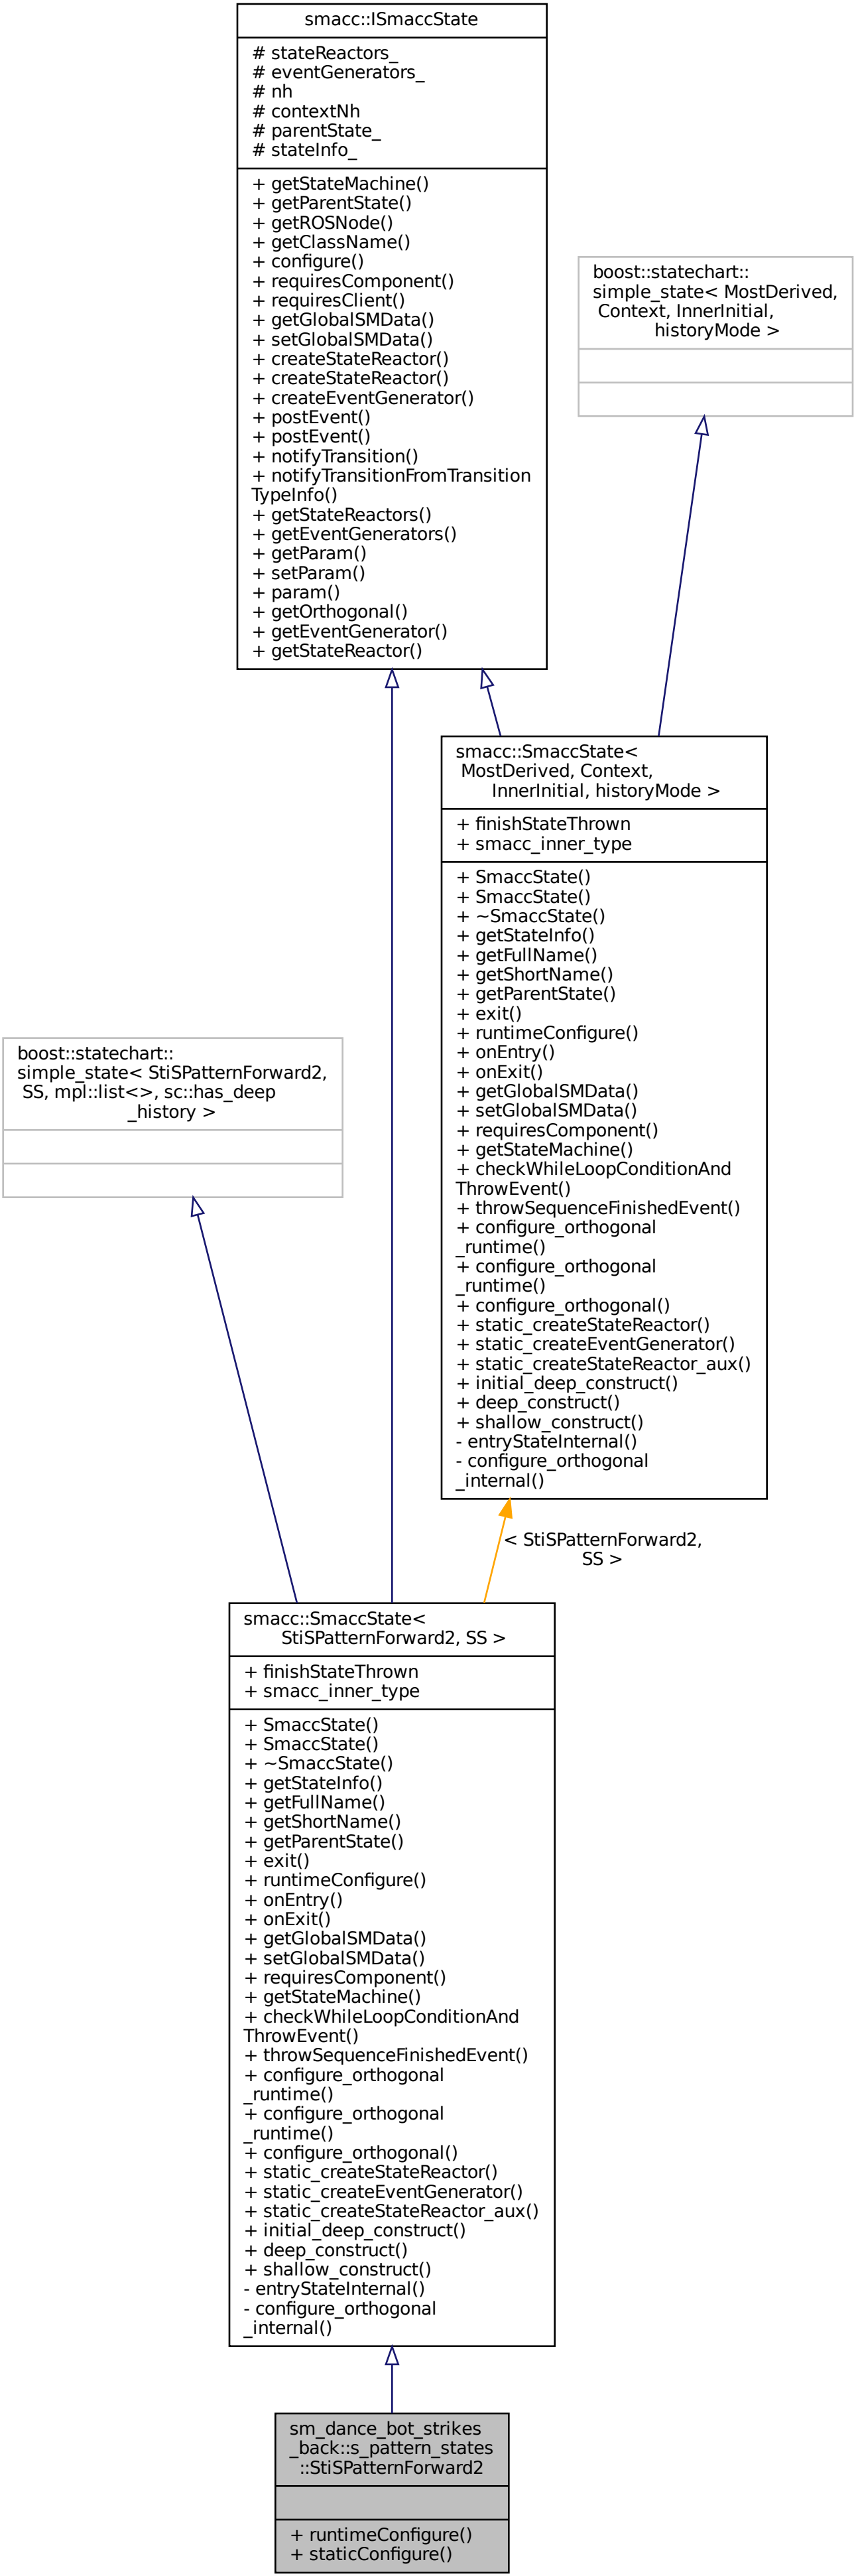 smacc::ISmaccState
# stateReactors_
# eventGenerators_
# nh
# contextNh
# parentState_
# stateInfo_
+ getStateMachine()
+ getParentState()
+ getROSNode()
+ getClassName()
+ configure()
+ requiresComponent()
+ requiresClient()
+ getGlobalSMData()
+ setGlobalSMData()
+ createStateReactor()
+ createStateReactor()
+ createEventGenerator()
+ postEvent()
+ postEvent()
+ notifyTransition()
+ notifyTransitionFromTransition
TypeInfo()
+ getStateReactors()
+ getEventGenerators()
+ getParam()
+ setParam()
+ param()
+ getOrthogonal()
+ getEventGenerator()
+ getStateReactor()
boost::statechart::
simple_state< MostDerived,
Context, InnerInitial,
historyMode >
smacc::SmaccState<
MostDerived, Context,
InnerInitial, historyMode >
+ finishStateThrown
+ smacc_inner_type
+ SmaccState()
+ SmaccState()
+ ~SmaccState()
+ getStateInfo()
+ getFullName()
+ getShortName()
+ getParentState()
+ exit()
+ runtimeConfigure()
+ onEntry()
+ onExit()
+ getGlobalSMData()
+ setGlobalSMData()
+ requiresComponent()
+ getStateMachine()
+ checkWhileLoopConditionAnd
ThrowEvent()
+ throwSequenceFinishedEvent()
+ configure_orthogonal
_runtime()
+ configure_orthogonal
_runtime()
+ configure_orthogonal()
+ static_createStateReactor()
+ static_createEventGenerator()
+ static_createStateReactor_aux()
+ initial_deep_construct()
+ deep_construct()
+ shallow_construct()
- entryStateInternal()
- configure_orthogonal
_internal()
boost::statechart::
simple_state< StiSPatternForward2,
SS, mpl::list<>, sc::has_deep
_history >
< StiSPatternForward2,
SS >
smacc::SmaccState<
StiSPatternForward2, SS >
+ finishStateThrown
+ smacc_inner_type
+ SmaccState()
+ SmaccState()
+ ~SmaccState()
+ getStateInfo()
+ getFullName()
+ getShortName()
+ getParentState()
+ exit()
+ runtimeConfigure()
+ onEntry()
+ onExit()
+ getGlobalSMData()
+ setGlobalSMData()
+ requiresComponent()
+ getStateMachine()
+ checkWhileLoopConditionAnd
ThrowEvent()
+ throwSequenceFinishedEvent()
+ configure_orthogonal
_runtime()
+ configure_orthogonal
_runtime()
+ configure_orthogonal()
+ static_createStateReactor()
+ static_createEventGenerator()
+ static_createStateReactor_aux()
+ initial_deep_construct()
+ deep_construct()
+ shallow_construct()
- entryStateInternal()
- configure_orthogonal
_internal()
sm_dance_bot_strikes
_back::s_pattern_states
::StiSPatternForward2
+ runtimeConfigure()
+ staticConfigure()